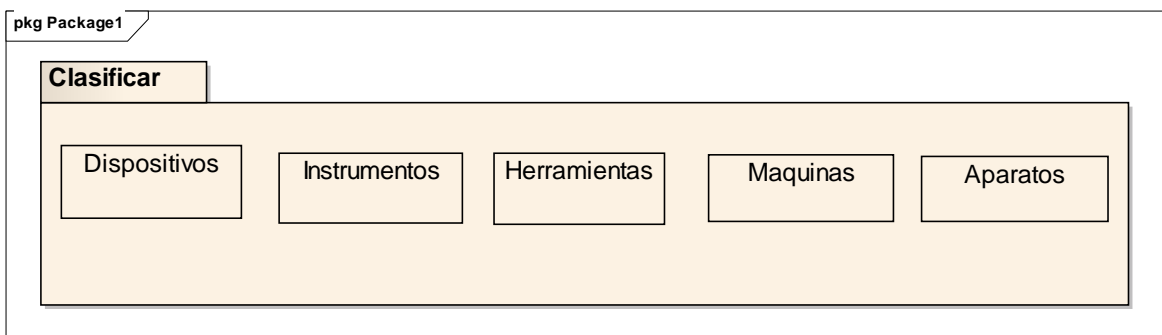 pkg Package1
Clasificar
Dispositivos
Instrumentos
Herramientas
Maquinas
Aparatos